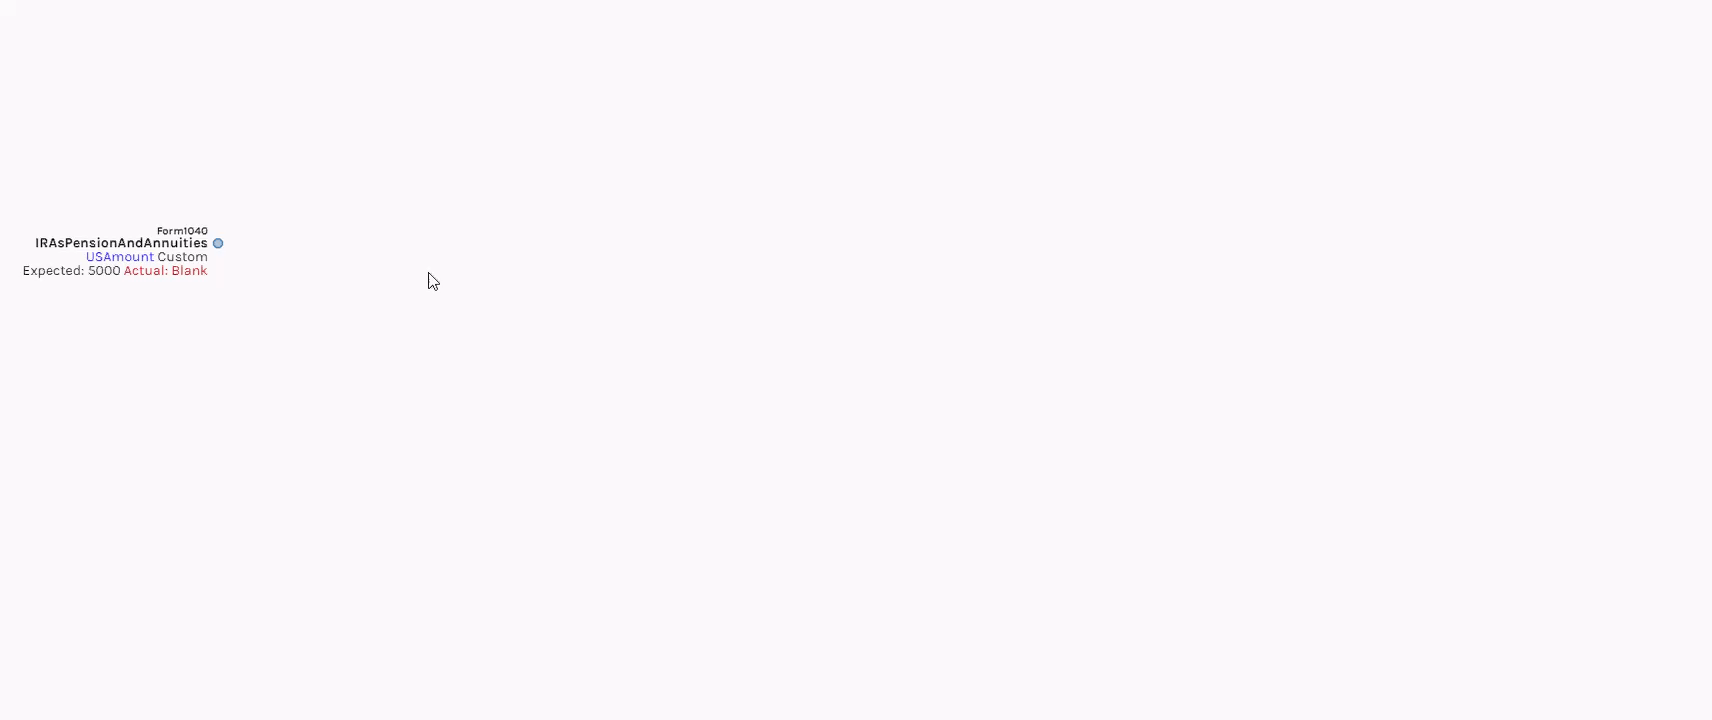 Form1040
IRAsPensionAndAnnuities
USAmount Custom
Expected: 5000 Actual: Blank